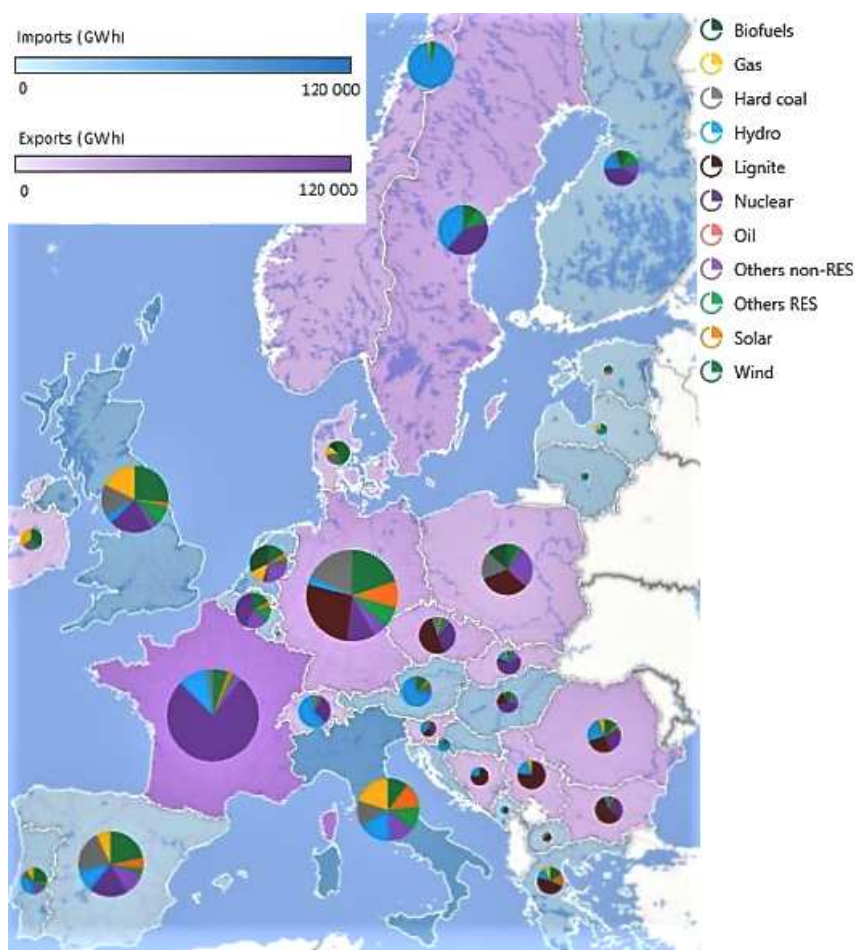 Imports (GWh)
0 120 000
Exports (GWh)
0 120 000
Biofuels
Gas
Hard coal
Hydro
Lignite
Nuclear
Oil
Others non-RES
Others RES
Solar
Wind